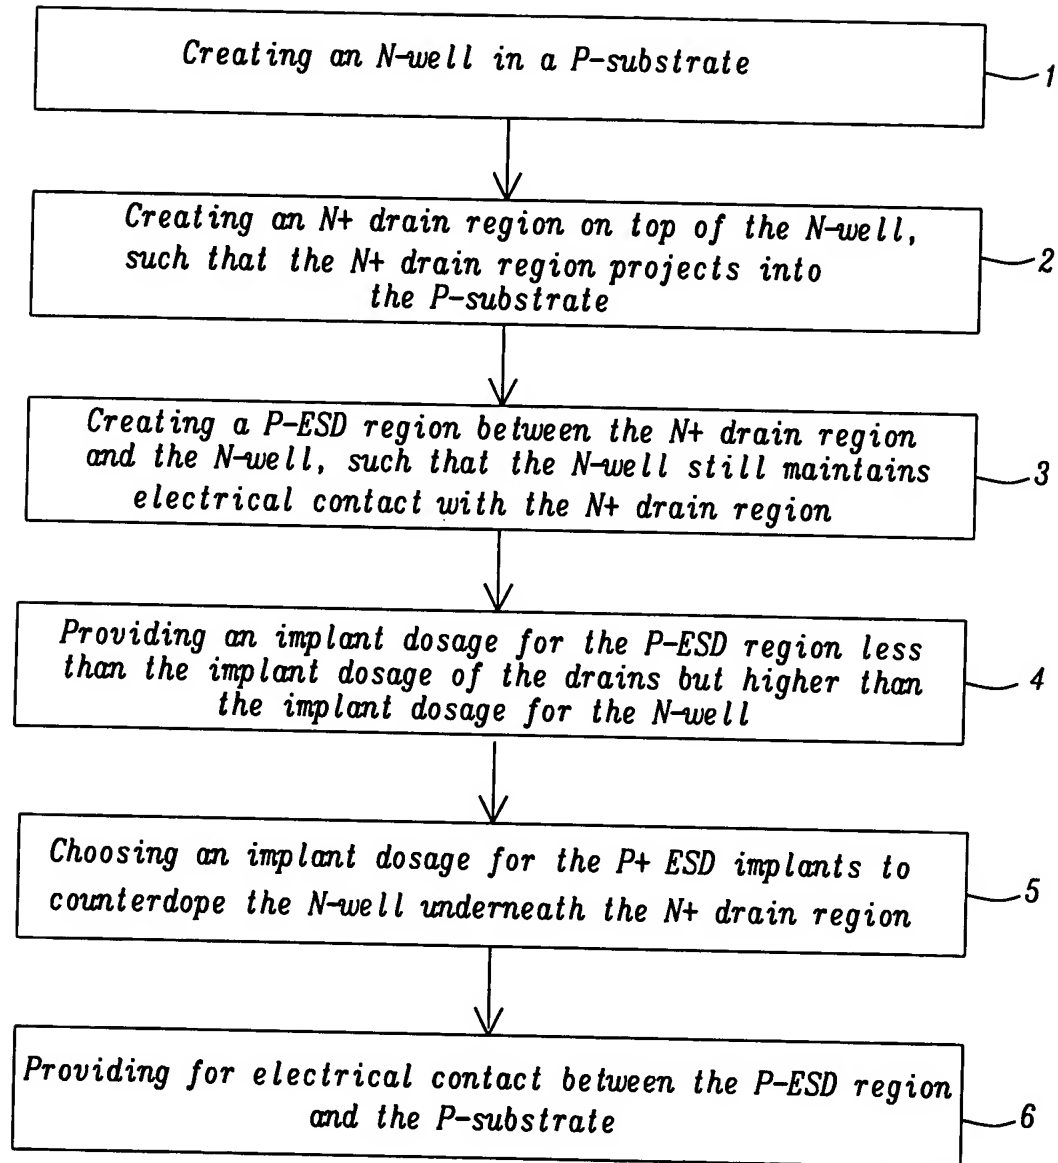 Creating an N-well in a P-substrate
1
Creating an N+ drain region on top of the N-well,
such that the N+ drain region projects into
the P-substrate
2
Creating a P-ESD region between the N+ drain region
and the N-well, such that the N-well still maintains
electrical contact with the N+ drain region
3
Providing an implant dosage for the P-ESD region less
than the implant dosage of the drains but higher than
the implant dosage for the N-well
4
Choosing an implant dosage for the P+ ESD implants to
counterdope the N-well underneath the N+ drain region
5
Providing for electrical contact between the P-ESD region
and the P-substrate
6